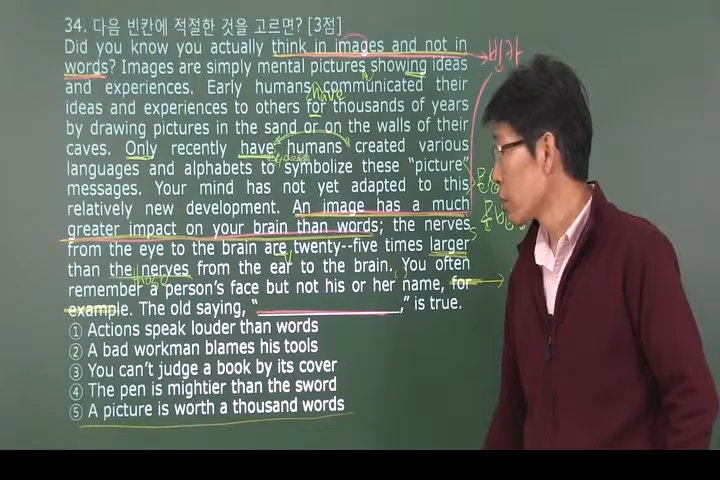 34. 다음 빈칸에 적절한 것을 고르면? [3점]
Did you know you actually think in images and not in
words? Images are simply mental pictures showing ideas
and experiences. Early humans communicated their
ideas and experiences to others for thousands of years
by drawing pictures in the sand or on the walls of their
caves. Only recently have humans created various
languages and alphabets to symbolize these “picture”
messages. Your mind has not yet adapted to this
relatively new development. An image has a much
greater impact on your brain than words; the nerves
from the eye to the brain are twenty--five times larger
than the nerves from the ear to the brain. You often
remember a person's face but not his or her name, for
example. The old saying, “ ,” is true.
① Actions speak louder than words
② A bad workman blames his tools
③ You can't judge a book by its cover
④ The pen is mightier than the sword
⑤ A picture is worth a thousand words